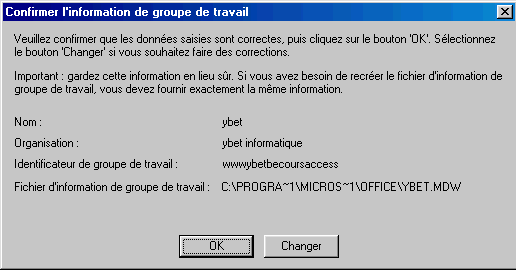 Confirmer l'information de groupe de travail
Veuillez confirmer que les données saisies sont correctes, puis cliquez sur le bouton 'OK'. Sélectionnez
le bouton 'Changer' si vous souhaitez faire des corrections.
Important : gardez cette information en lieu sûr. Si vous avez besoin de recréer le fichier d'information de
groupe de travail, vous devez fournir exactement la même information.
Nom : ybet
Organisation : ybet informatique
Identificateur de groupe de travail : wwwybetbecoursaccess
Fichier d'information de groupe de travail : C:\PROGRA~1\MICROS~1\OFFICE\YBET.MDW
OK Changer